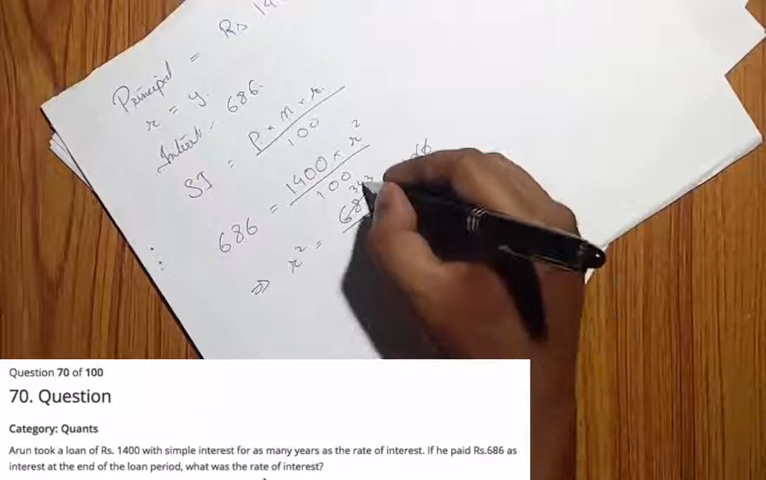 Principal = Rs 14
r = y.
Interest = 686.
SI = P × n × r. / 100
∴ 686 = 1400 × r² / 100
⇒ r² = 68
343
Question 70 of 100
70. Question
Category: Quants
Arun took a loan of Rs. 1400 with simple interest for as many years as the rate of interest. If he paid Rs.686 as
interest at the end of the loan period, what was the rate of interest?